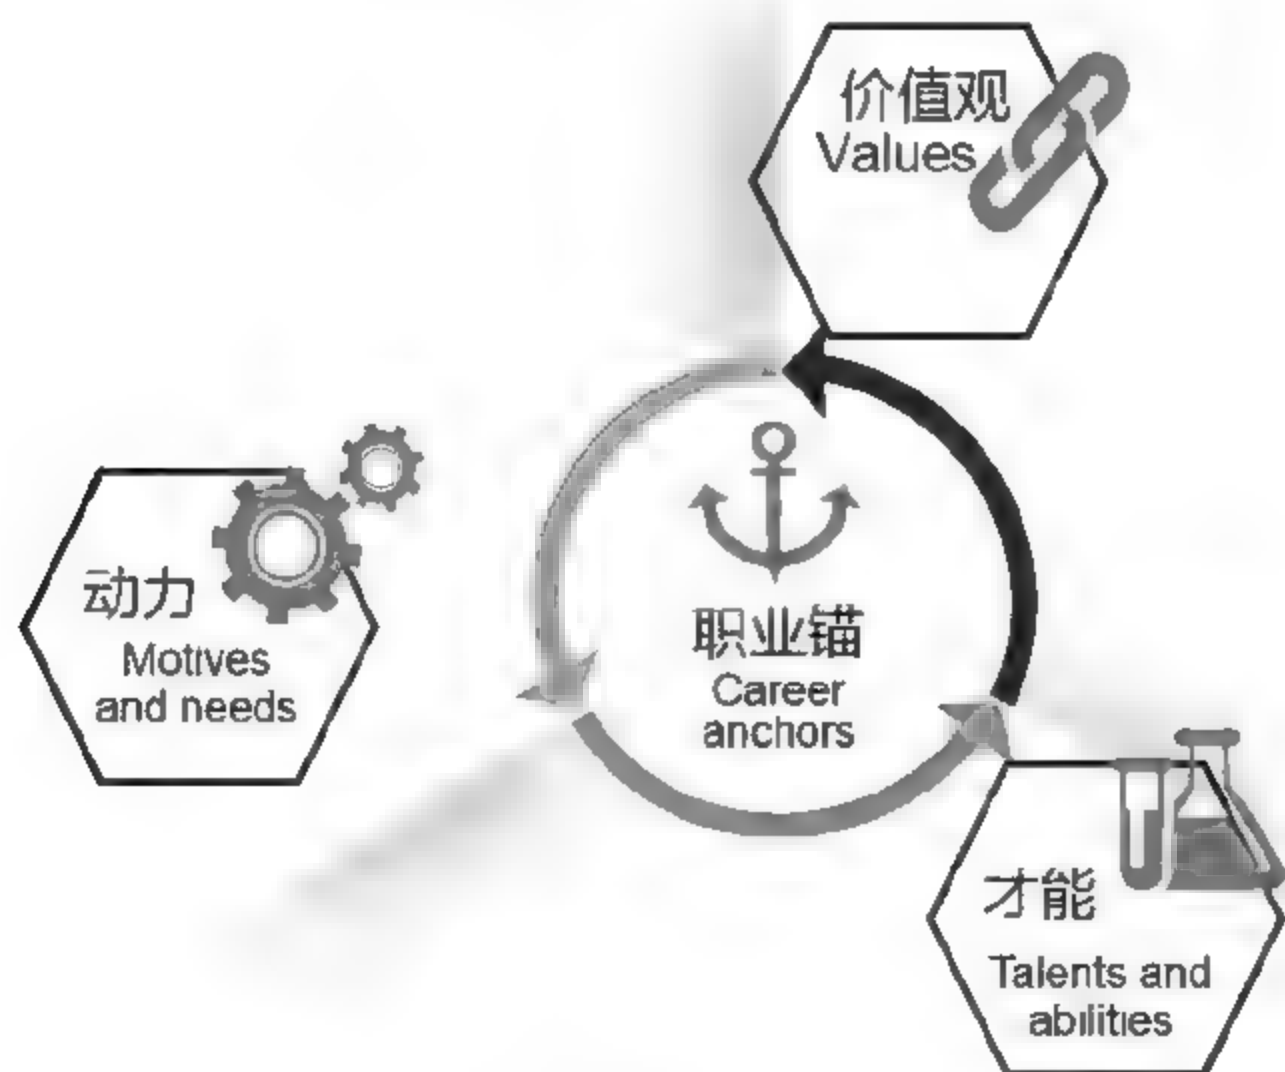 价值观
Values
动力
Motives
and needs
职业锚
Career
anchors
才能
Talents and
abilities